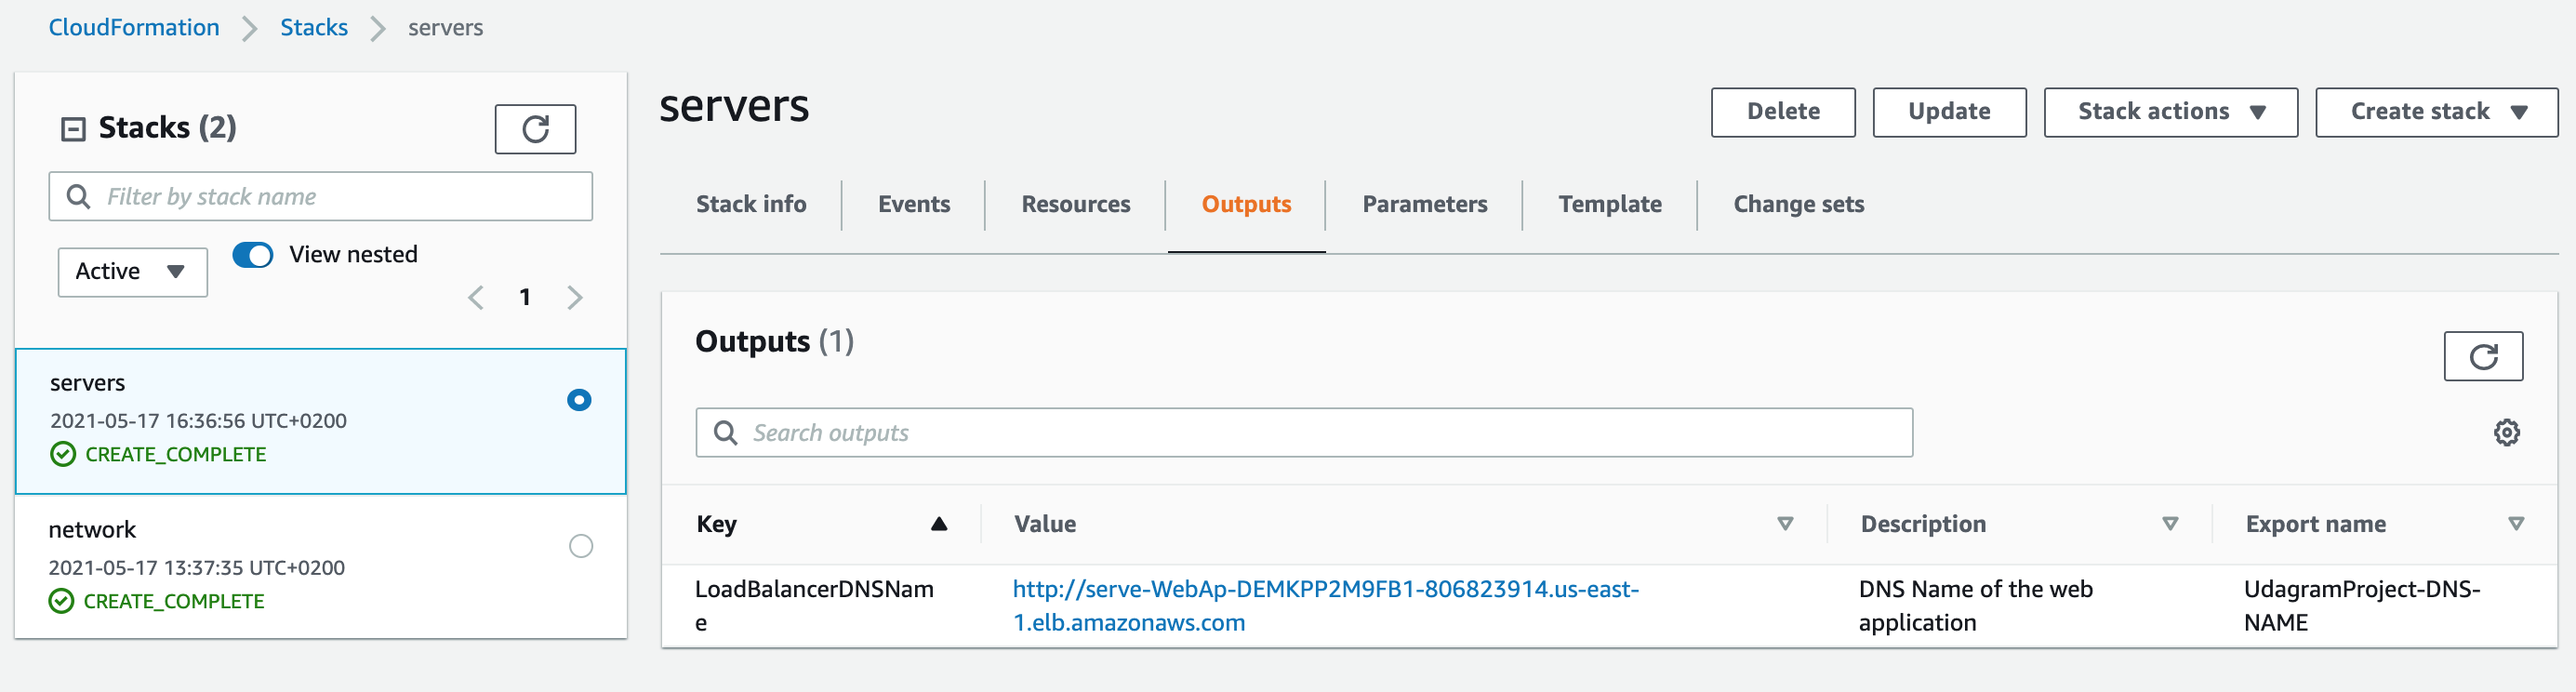 CloudFormation Stacks servers
Stacks (2)
Filter by stack name
Active
View nested
1
servers
2021-05-17 16:36:56 UTC+0200
CREATE_COMPLETE
network
2021-05-17 13:37:35 UTC+0200
CREATE_COMPLETE
servers
Delete Update Stack actions Create stack
Stack info Events Resources Outputs Parameters Template Change sets
Outputs (1)
Search outputs
Key Value Description Export name
LoadBalancerDNSNam http://serve-WebAp-DEMKPP2M9FB1-806823914.us-east- DNS Name of the web UdagramProject-DNS-
e 1.elb.amazonaws.com application NAME